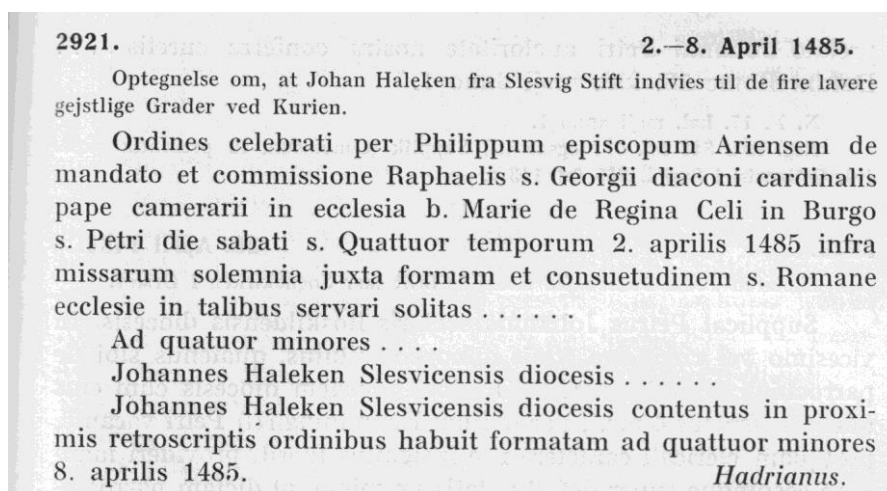 2921. 2.—8. April 1485.
Optegnelse om, at Johan Haleken fra Slesvig Stift indvies til de fire lavere
gejstlige Grader ved Kurien.
Ordines celebrati per Philippum episcopum Ariensem de
mandato et commissione Raphaelis s. Georgii diaconi cardinalis
pape camerarii in ecclesia b. Marie de Regina Celi in Burgo
s. Petri die sabati s. Quattuor temporum 2. aprilis 1485 infra
missarum solemnia juxta formam et consuetudinem s. Romane
ecclesie in talibus servari solitas ......
Ad quatuor minores ....
Johannes Haleken Slesvicensis diocesis ......
Johannes Haleken Slesvicensis diocesis contentus in proxi-
mis retroscriptis ordinibus habuit formatam ad quattuor minores
8. aprilis 1485. Hadrianus.